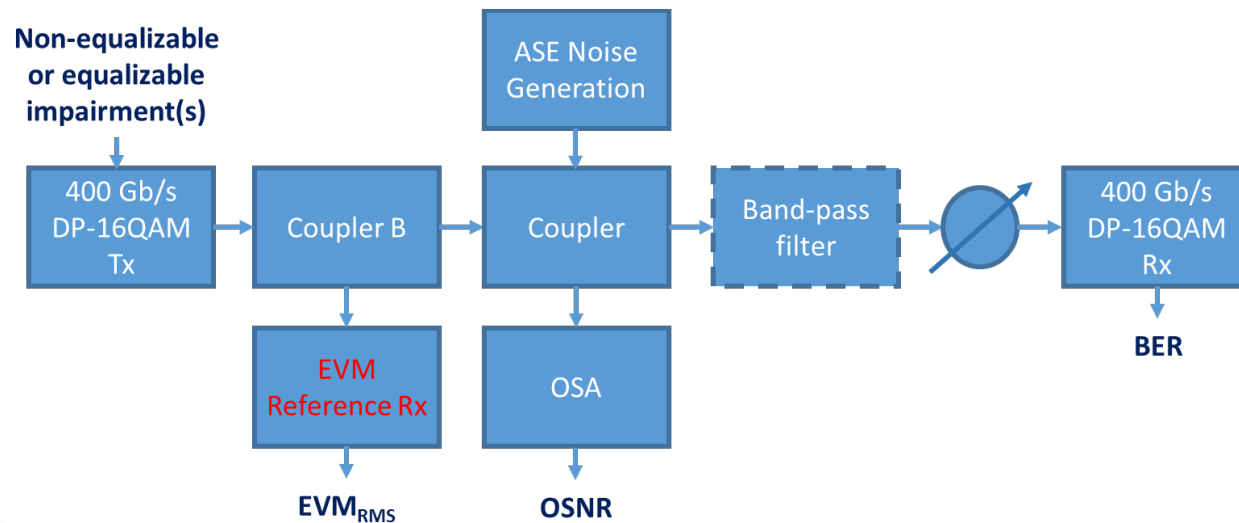 Non-equalizable
or equalizable
impairment(s)
ASE Noise
Generation
400 Gb/s
DP-16QAM
Tx
Coupler B
Coupler
Band-pass
filter
400 Gb/s
DP-16QAM
Rx
EVM
Reference Rx
OSA
BER
EVMRMS
OSNR